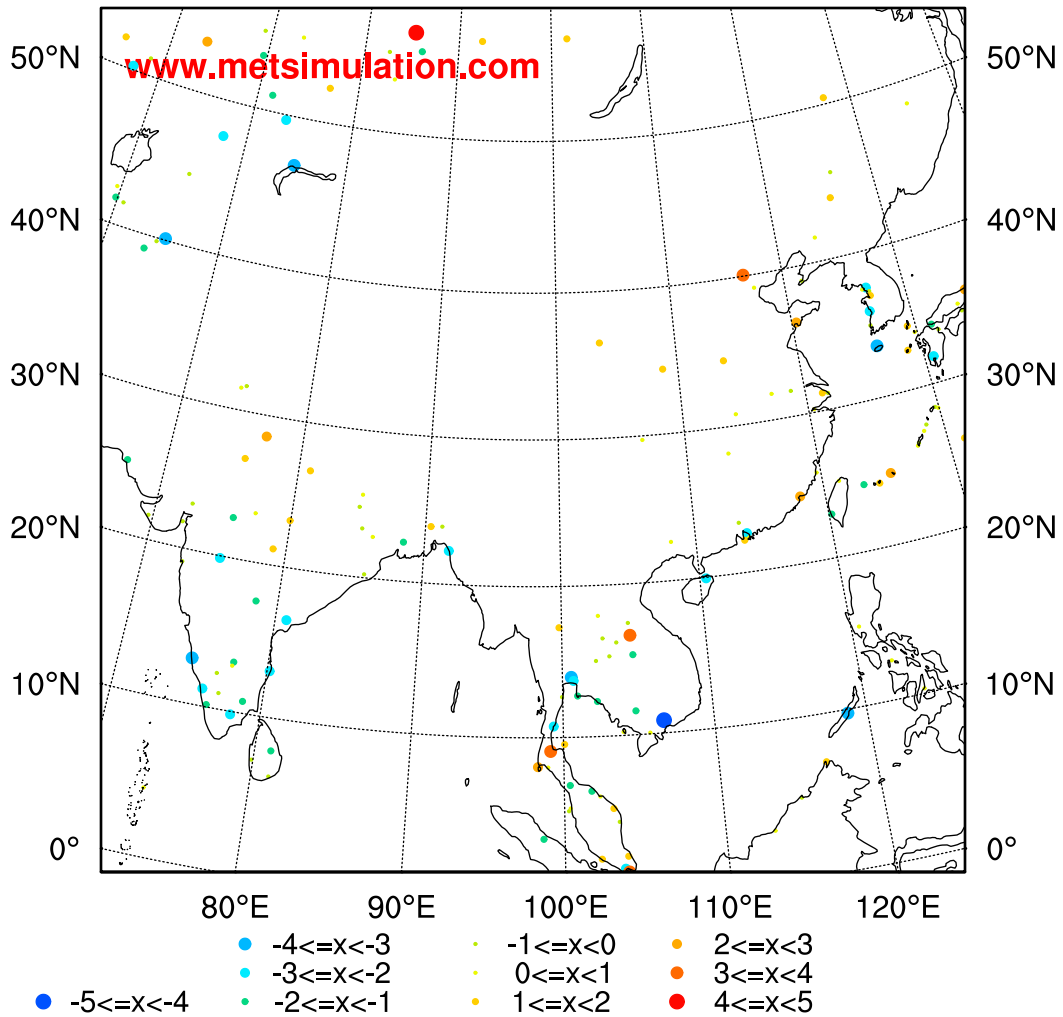 www.metsimulation.com
50°N 50°N
40°N 40°N
30°N 30°N
20°N 20°N
10°N 10°N
0° 0°
80°E 90°E 100°E 110°E 120°E
-4<=x<-3 -1<=x<0 2<=x<3
-3<=x<-2 0<=x<1 3<=x<4
-5<=x<-4 -2<=x<-1 1<=x<2 4<=x<5